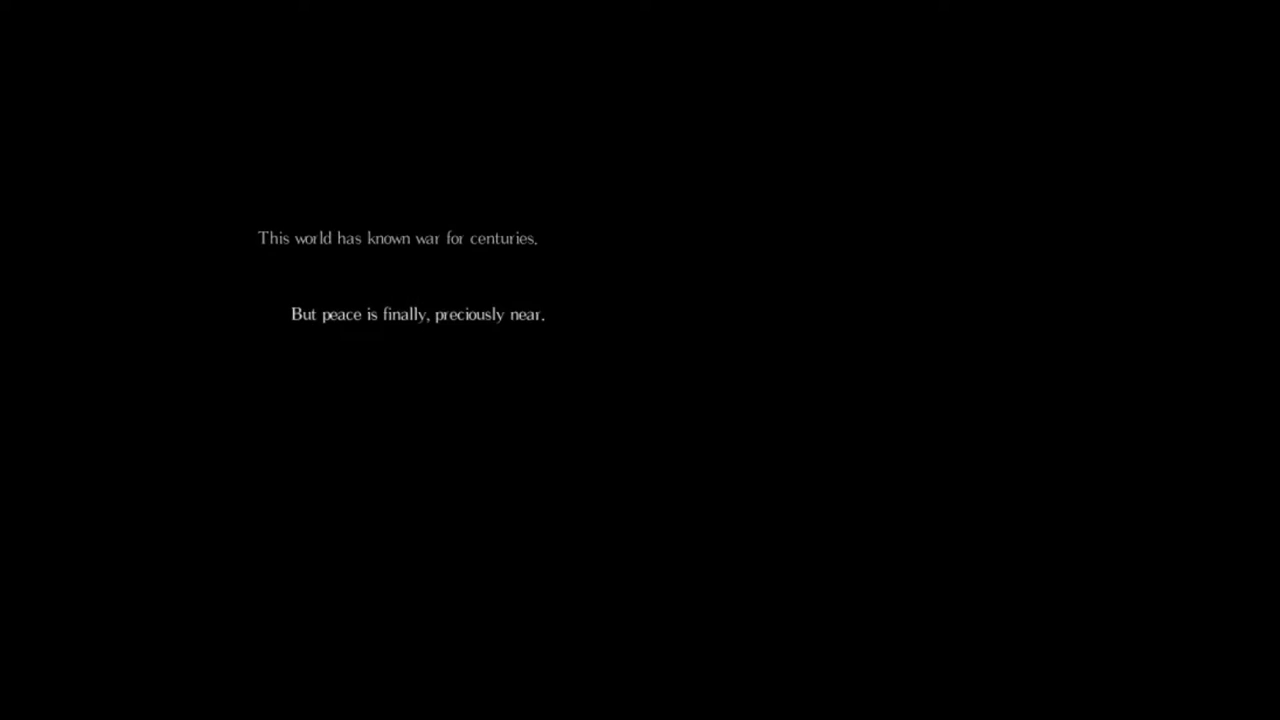 This world has known war for centuries.
But peace is finally, preciously near.